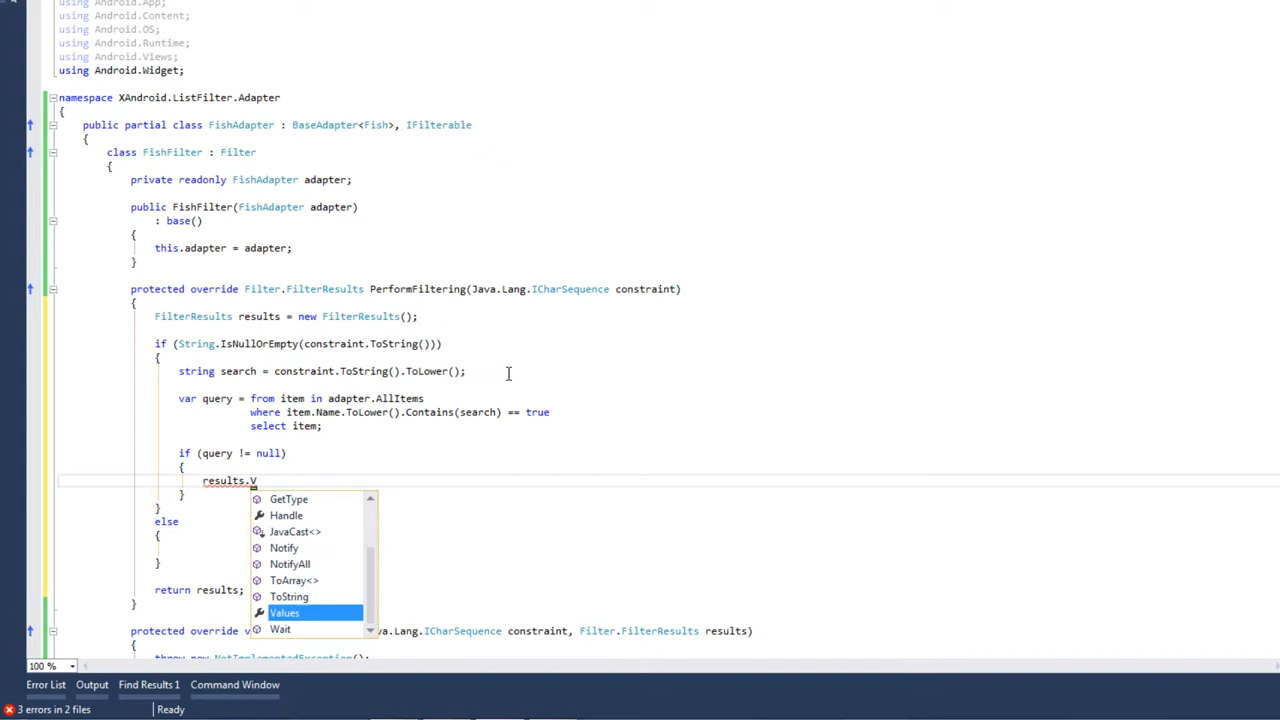 using Android.App;
using Android.Content;
using Android.OS;
using Android.Runtime;
using Android.Views;
using Android.Widget;
namespace XAndroid.ListFilter.Adapter
{
public partial class FishAdapter : BaseAdapter<Fish>, IFilterable
{
class FishFilter : Filter
{
private readonly FishAdapter adapter;
public FishFilter(FishAdapter adapter)
: base()
{
this.adapter = adapter;
}
protected override Filter.FilterResults PerformFiltering(Java.Lang.ICharSequence constraint)
{
FilterResults results = new FilterResults();
if (String.IsNullOrEmpty(constraint.ToString()))
{
string search = constraint.ToString().ToLower();
var query = from item in adapter.AllItems
where item.Name.ToLower().Contains(search) == true
select item;
if (query != null)
{
results.V
}
GetType
Handle
JavaCast<>
Notify
NotifyAll
ToArray<>
ToString
Values
Wait
}
else
{
}
return results;
}
protected override v
ava.Lang.ICharSequence constraint, Filter.FilterResults results)
{
throw new NotImplementedException();
100 %
Error List Output Find Results 1 Command Window
3 errors in 2 files Ready